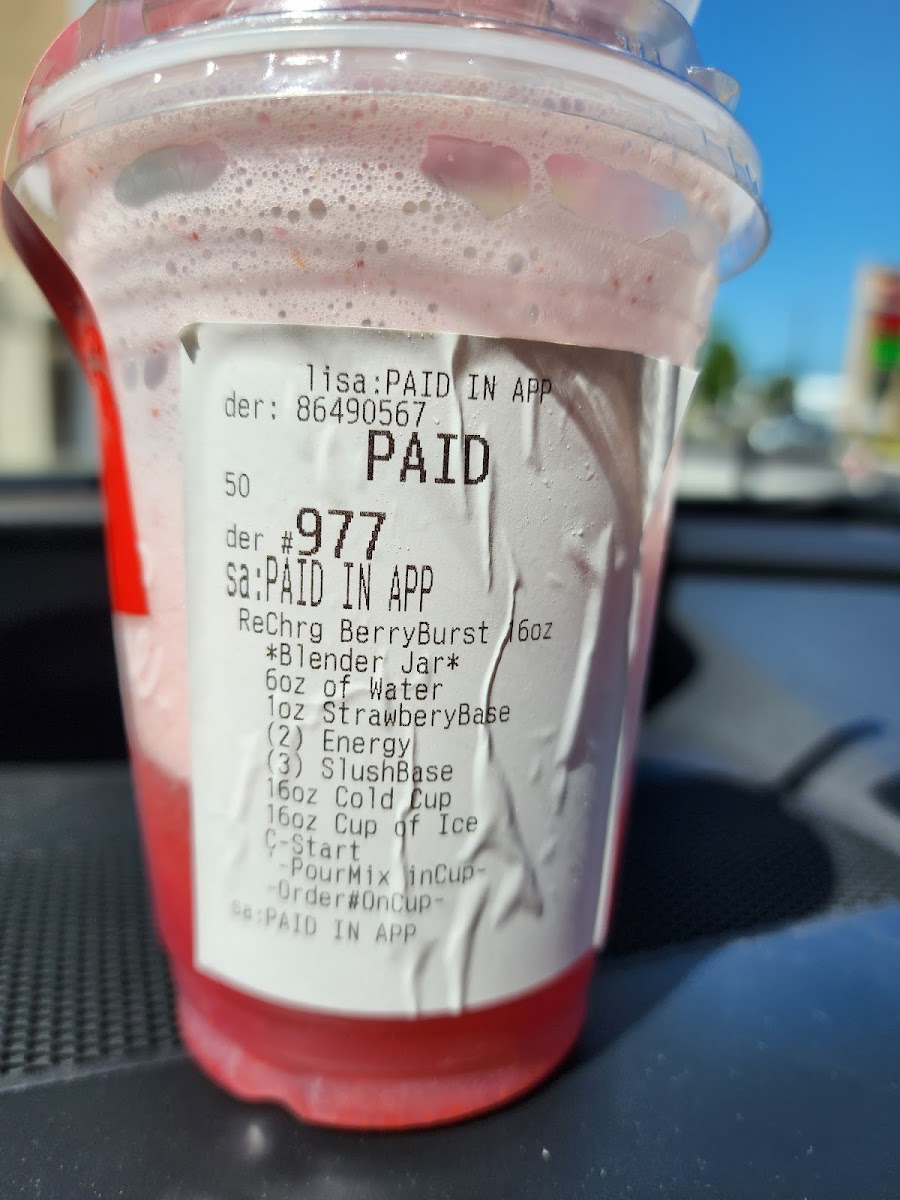 lisa:PAID IN APP
der: 86490567
PAID
50
der #977
sa:PAID IN APP
ReChrg BerryBurst 16oz
*Blender Jar*
6oz of Water
1oz StrawberyBase
(2) Energy
(3) SlushBase
16oz Cold Cup
16oz Cup of Ice
C-Start
-PourMix inCup-
-Order#OnCup-
sa:PAID IN APP